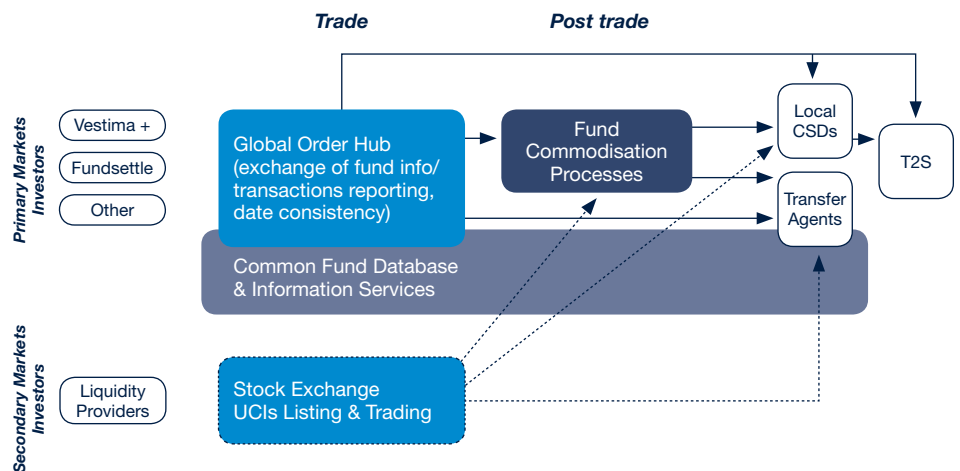 Trade
Post trade
Primary Markets
Investors
Vestima +
Fundsettle
Other
Global Order Hub
(exchange of fund info/
transactions reporting,
date consistency)
Fund
Commodisation
Processes
Local
CSDs
T2S
Transfer
Agents
Common Fund Database
& Information Services
Secondary Markets
Investors
Liquidity
Providers
Stock Exchange
UCIs Listing & Trading